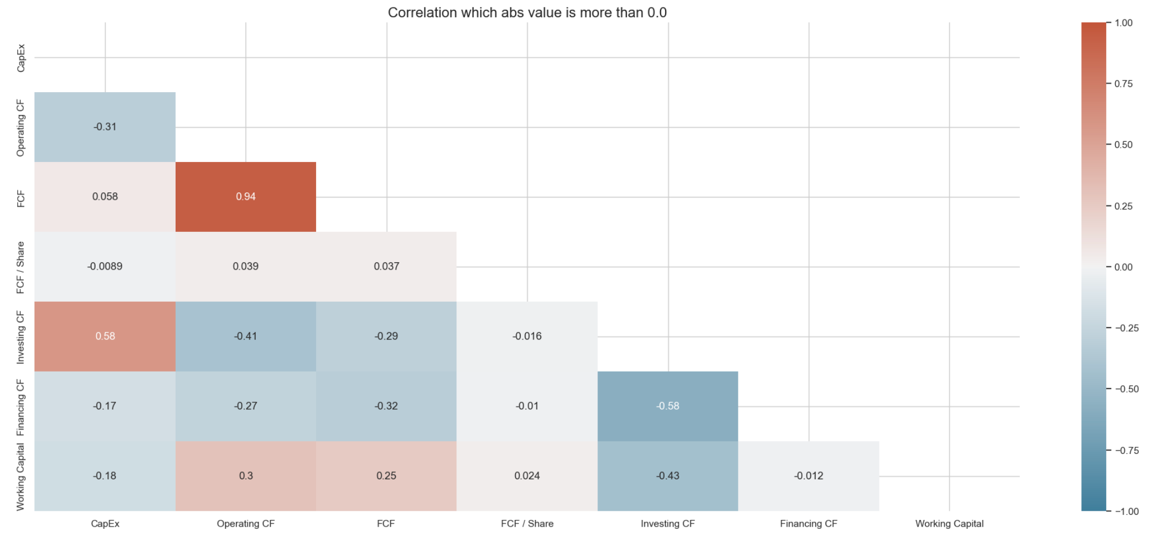 Correlation which abs value is more than 0.0
CapEx
Operating CF
-0.31
FCF
0.058 0.94
FCF / Share
-0.0089 0.039 0.037
Investing CF
0.58 -0.41 -0.29 -0.016
Financing CF
-0.17 -0.27 -0.32 -0.01 -0.58
Working Capital
-0.18 0.3 0.25 0.024 -0.43 -0.012
CapEx Operating CF FCF FCF / Share Investing CF Financing CF Working Capital
1.00
0.75
0.50
0.25
0.00
-0.25
-0.50
-0.75
-1.00